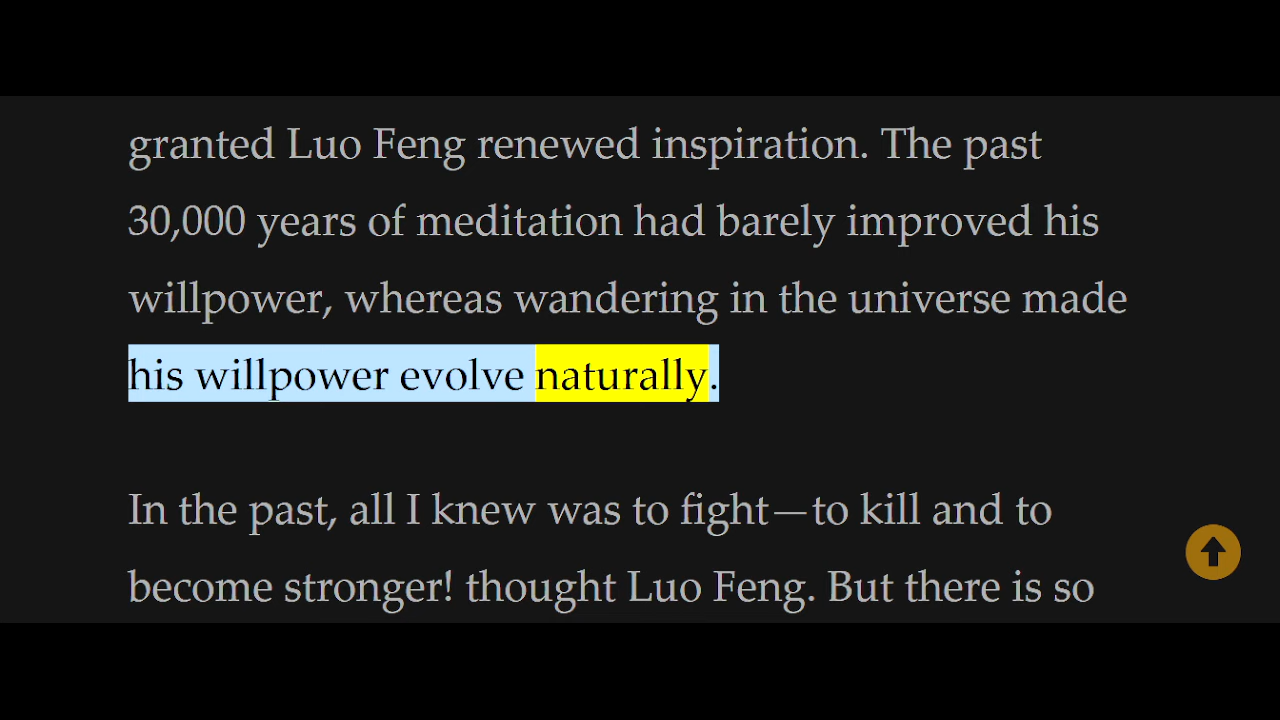 granted Luo Feng renewed inspiration. The past
30,000 years of meditation had barely improved his
willpower, whereas wandering in the universe made
his willpower evolve naturally.
In the past, all I knew was to fight—to kill and to
become stronger! thought Luo Feng. But there is so